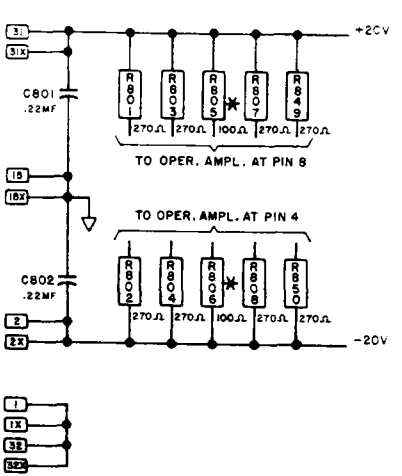 31
+20V
31X
R801
R803
R805
*
R807
R849
C801
.22MF
270Ω 270Ω 100Ω 270Ω 270Ω
TO OPER. AMPL. AT PIN 8
15
18X
TO OPER. AMPL. AT PIN 4
R802
R804
R806
*
R808
R850
C802
.22MF
270Ω 270Ω 100Ω 270Ω 270Ω
2
2X
-20V
1
1X
32
32X